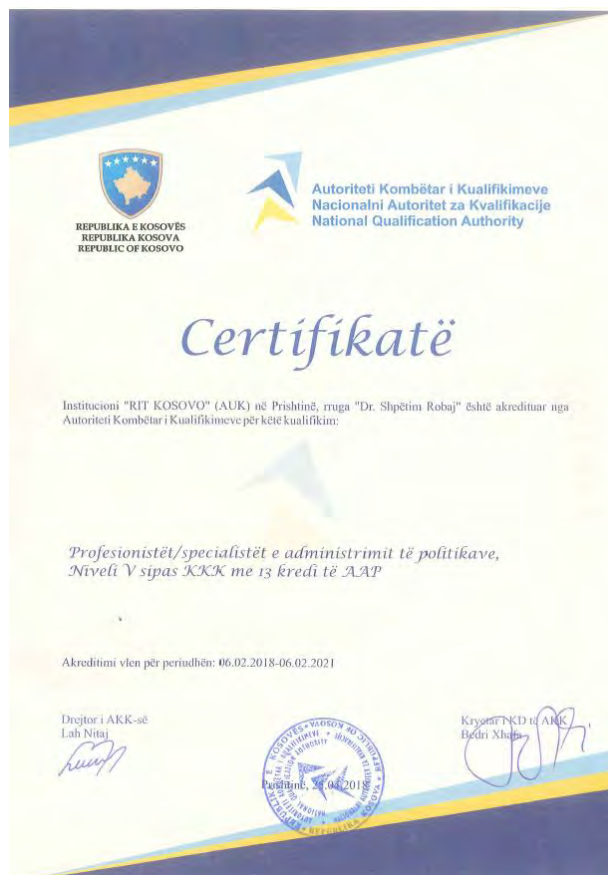 REPUBLIKA E KOSOVËS
REPUBLIKA KOSOVA
REPUBLIC OF KOSOVO
Autoriteti Kombëtar i Kualifikimeve
Nacionalni Autoritet za Kvalifikacije
National Qualification Authority
Certifikatë
Institucioni "RIT KOSOVO" (AUK) në Prishtinë, rruga "Dr. Shpëtim Robaj" është akredituar nga
Autoriteti Kombëtar i Kualifikimeve për këtë kualifikim:
Profesionistët/specialistët e administrimit të politikave,
Niveli V sipas KKK me 13 kredi të AAP
Akreditimi vlen për periudhën: 06.02.2018-06.02.2021
Drejtor i AKK-së
Lah Nitaj
Kryetar i KD të AKK
Bedri Xhafa
Prishtinë,